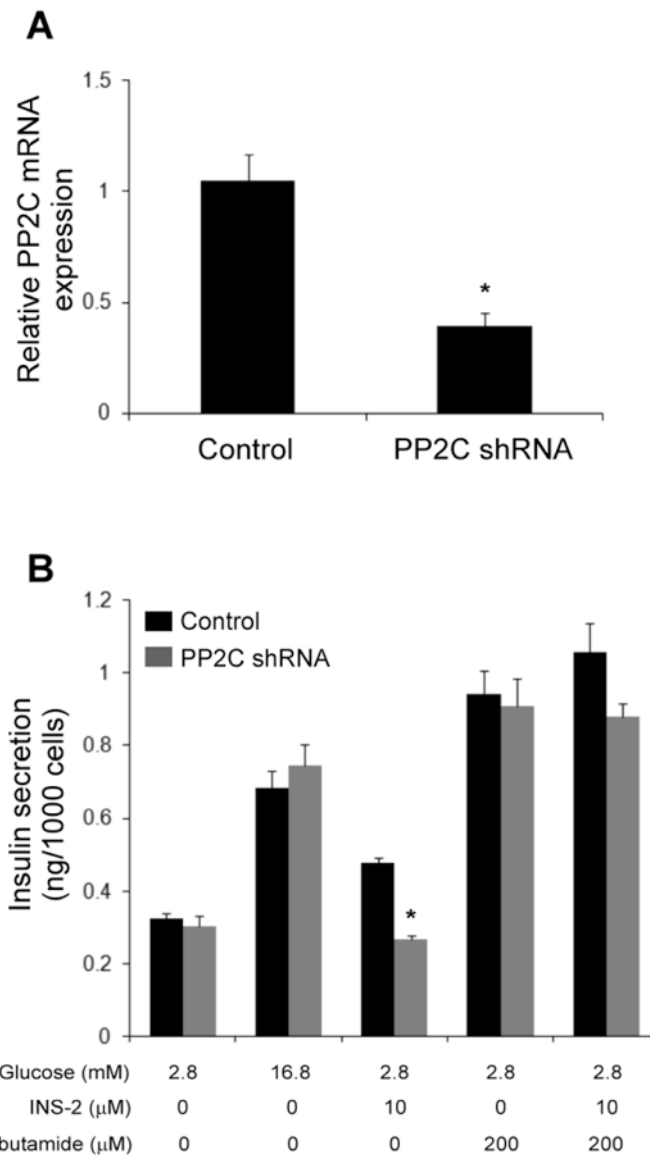 A
1.5
1
0.5
0
Relative PP2C mRNA
expression
*
Control PP2C shRNA
B
1.2
1
0.8
0.6
0.4
0.2
0
Insulin secretion
(ng/1000 cells)
Control
PP2C shRNA
*
Glucose (mM) 2.8 16.8 2.8 2.8 2.8
INS-2 (μM) 0 0 10 0 10
butamide (μM) 0 0 0 200 200